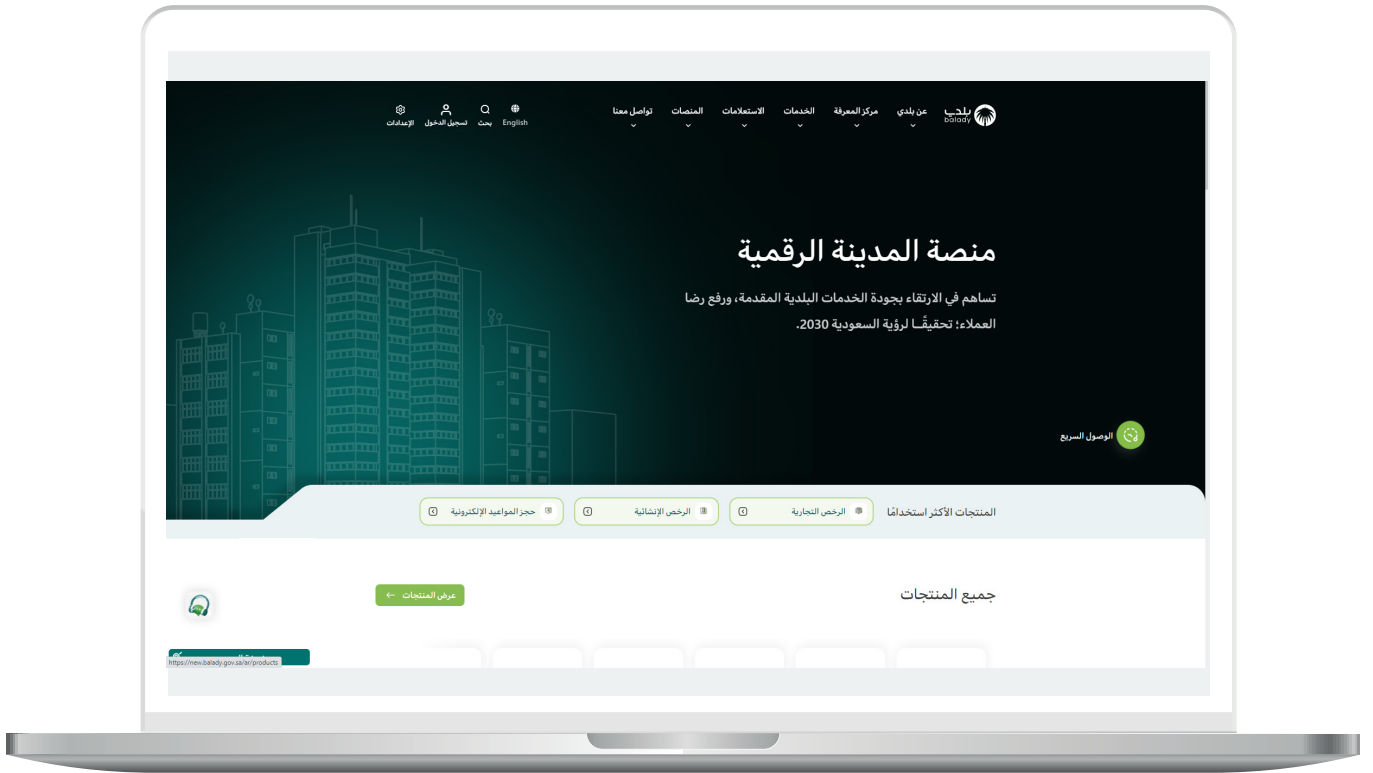 بلدي
balady
عن بلدي
مركز المعرفة
الخدمات
الاستعلامات
المنصات
تواصل معنا
English
بحث
تسجيل الدخول
الإعدادات
منصة المدينة الرقمية
تساهم في الارتقاء بجودة الخدمات البلدية المقدمة، ورفع رضا
العملاء؛ تحقيقًـا لرؤية السعودية 2030.
الوصول السريع
المنتجات الأكثر استخدامًا
الرخص التجارية
الرخص الإنشائية
حجز المواعيد الإلكترونية
جميع المنتجات
عرض المنتجات
https://new.balady.gov.sa/ar/products